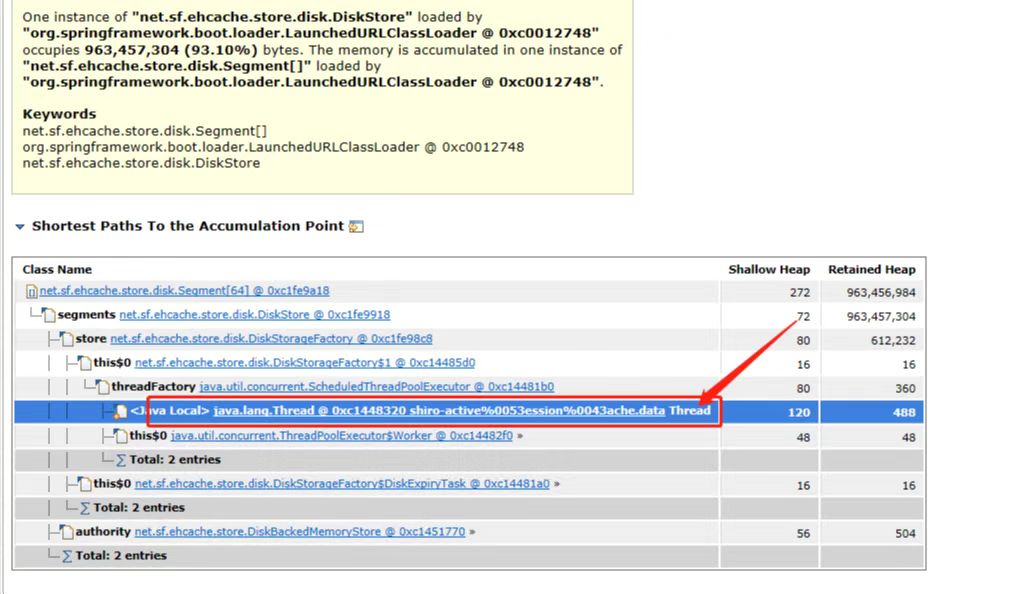 One instance of "net.sf.ehcache.store.disk.DiskStore" loaded by
"org.springframework.boot.loader.LaunchedURLClassLoader @ 0xc0012748"
occupies 963,457,304 (93.10%) bytes. The memory is accumulated in one instance of
"net.sf.ehcache.store.disk.Segment[]" loaded by
"org.springframework.boot.loader.LaunchedURLClassLoader @ 0xc0012748".
Keywords
net.sf.ehcache.store.disk.Segment[]
org.springframework.boot.loader.LaunchedURLClassLoader @ 0xc0012748
net.sf.ehcache.store.disk.DiskStore
Shortest Paths To the Accumulation Point
Class Name Shallow Heap Retained Heap
net.sf.ehcache.store.disk.Segment[64] @ 0xc1fe9a18 272 963,456,984
segments net.sf.ehcache.store.disk.DiskStore @ 0xc1fe9918 72 963,457,304
store net.sf.ehcache.store.disk.DiskStorageFactory @ 0xc1fe98c8 80 612,232
this$0 net.sf.ehcache.store.disk.DiskStorageFactory$1 @ 0xc14485d0 16 16
threadFactory java.util.concurrent.ScheduledThreadPoolExecutor @ 0xc14481b0 80 360
<Java Local> java.lang.Thread @ 0xc1448320 shiro-active%0053ession%0043ache.data Thread 120 488
this$0 java.util.concurrent.ThreadPoolExecutor$Worker @ 0xc14482f0 » 48 48
Σ Total: 2 entries
this$0 net.sf.ehcache.store.disk.DiskStorageFactory$DiskExpiryTask @ 0xc14481a0 » 16 16
Σ Total: 2 entries
authority net.sf.ehcache.store.DiskBackedMemoryStore @ 0xc1451770 » 56 504
Σ Total: 2 entries